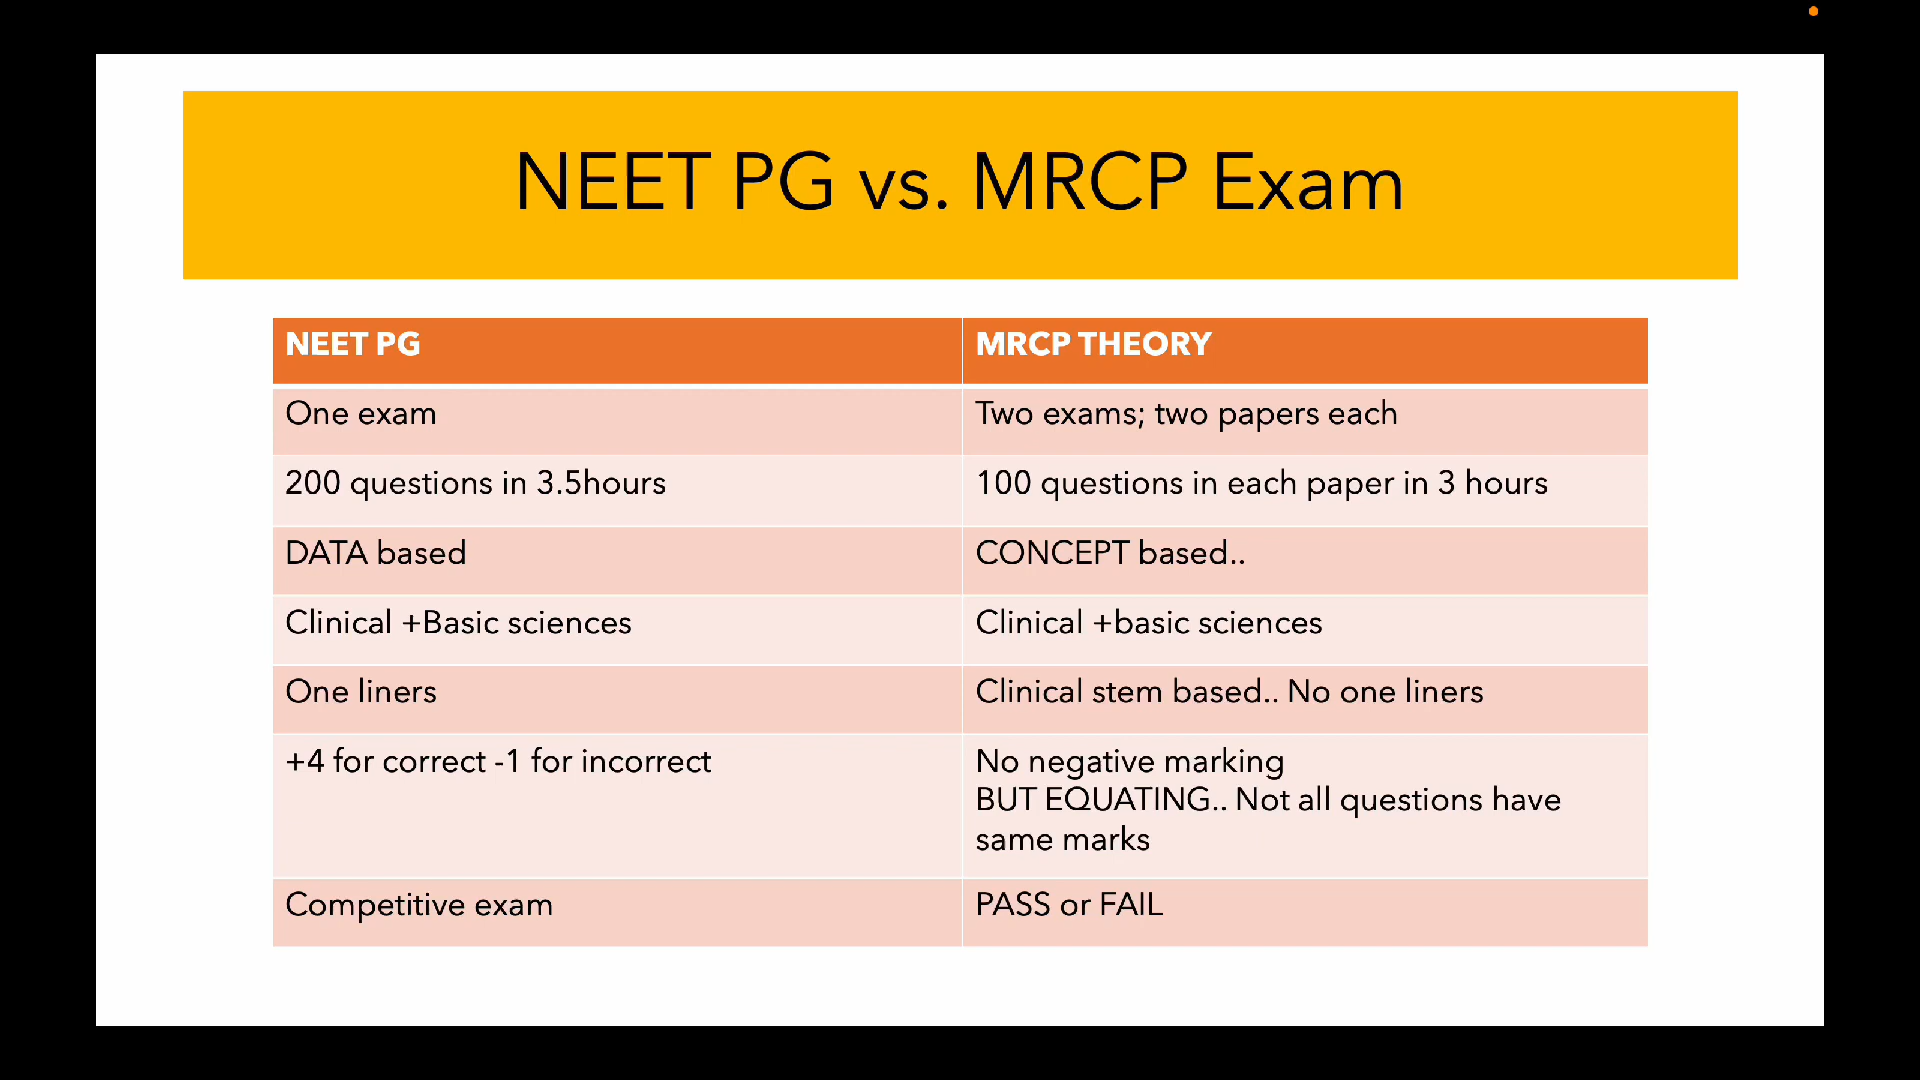 NEET PG vs. MRCP Exam
NEET PG
MRCP THEORY
One exam
Two exams; two papers each
200 questions in 3.5hours
100 questions in each paper in 3 hours
DATA based
CONCEPT based..
Clinical +Basic sciences
Clinical +basic sciences
One liners
Clinical stem based.. No one liners
+4 for correct -1 for incorrect
No negative marking
BUT EQUATING.. Not all questions have
same marks
Competitive exam
PASS or FAIL